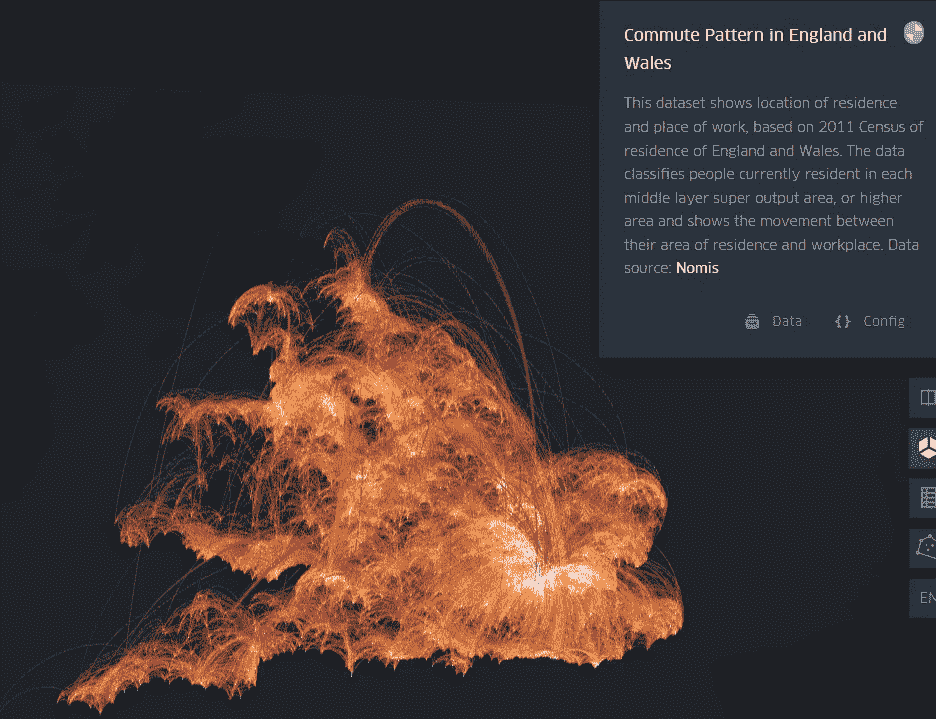 Commute Pattern in England and
Wales
This dataset shows location of residence
and place of work, based on 2011 Census of
residence of England and Wales. The data
classifies people currently resident in each
middle layer super output area, or higher
area and shows the movement between
their area of residence and workplace. Data
source: Nomis
Data
Config
EN